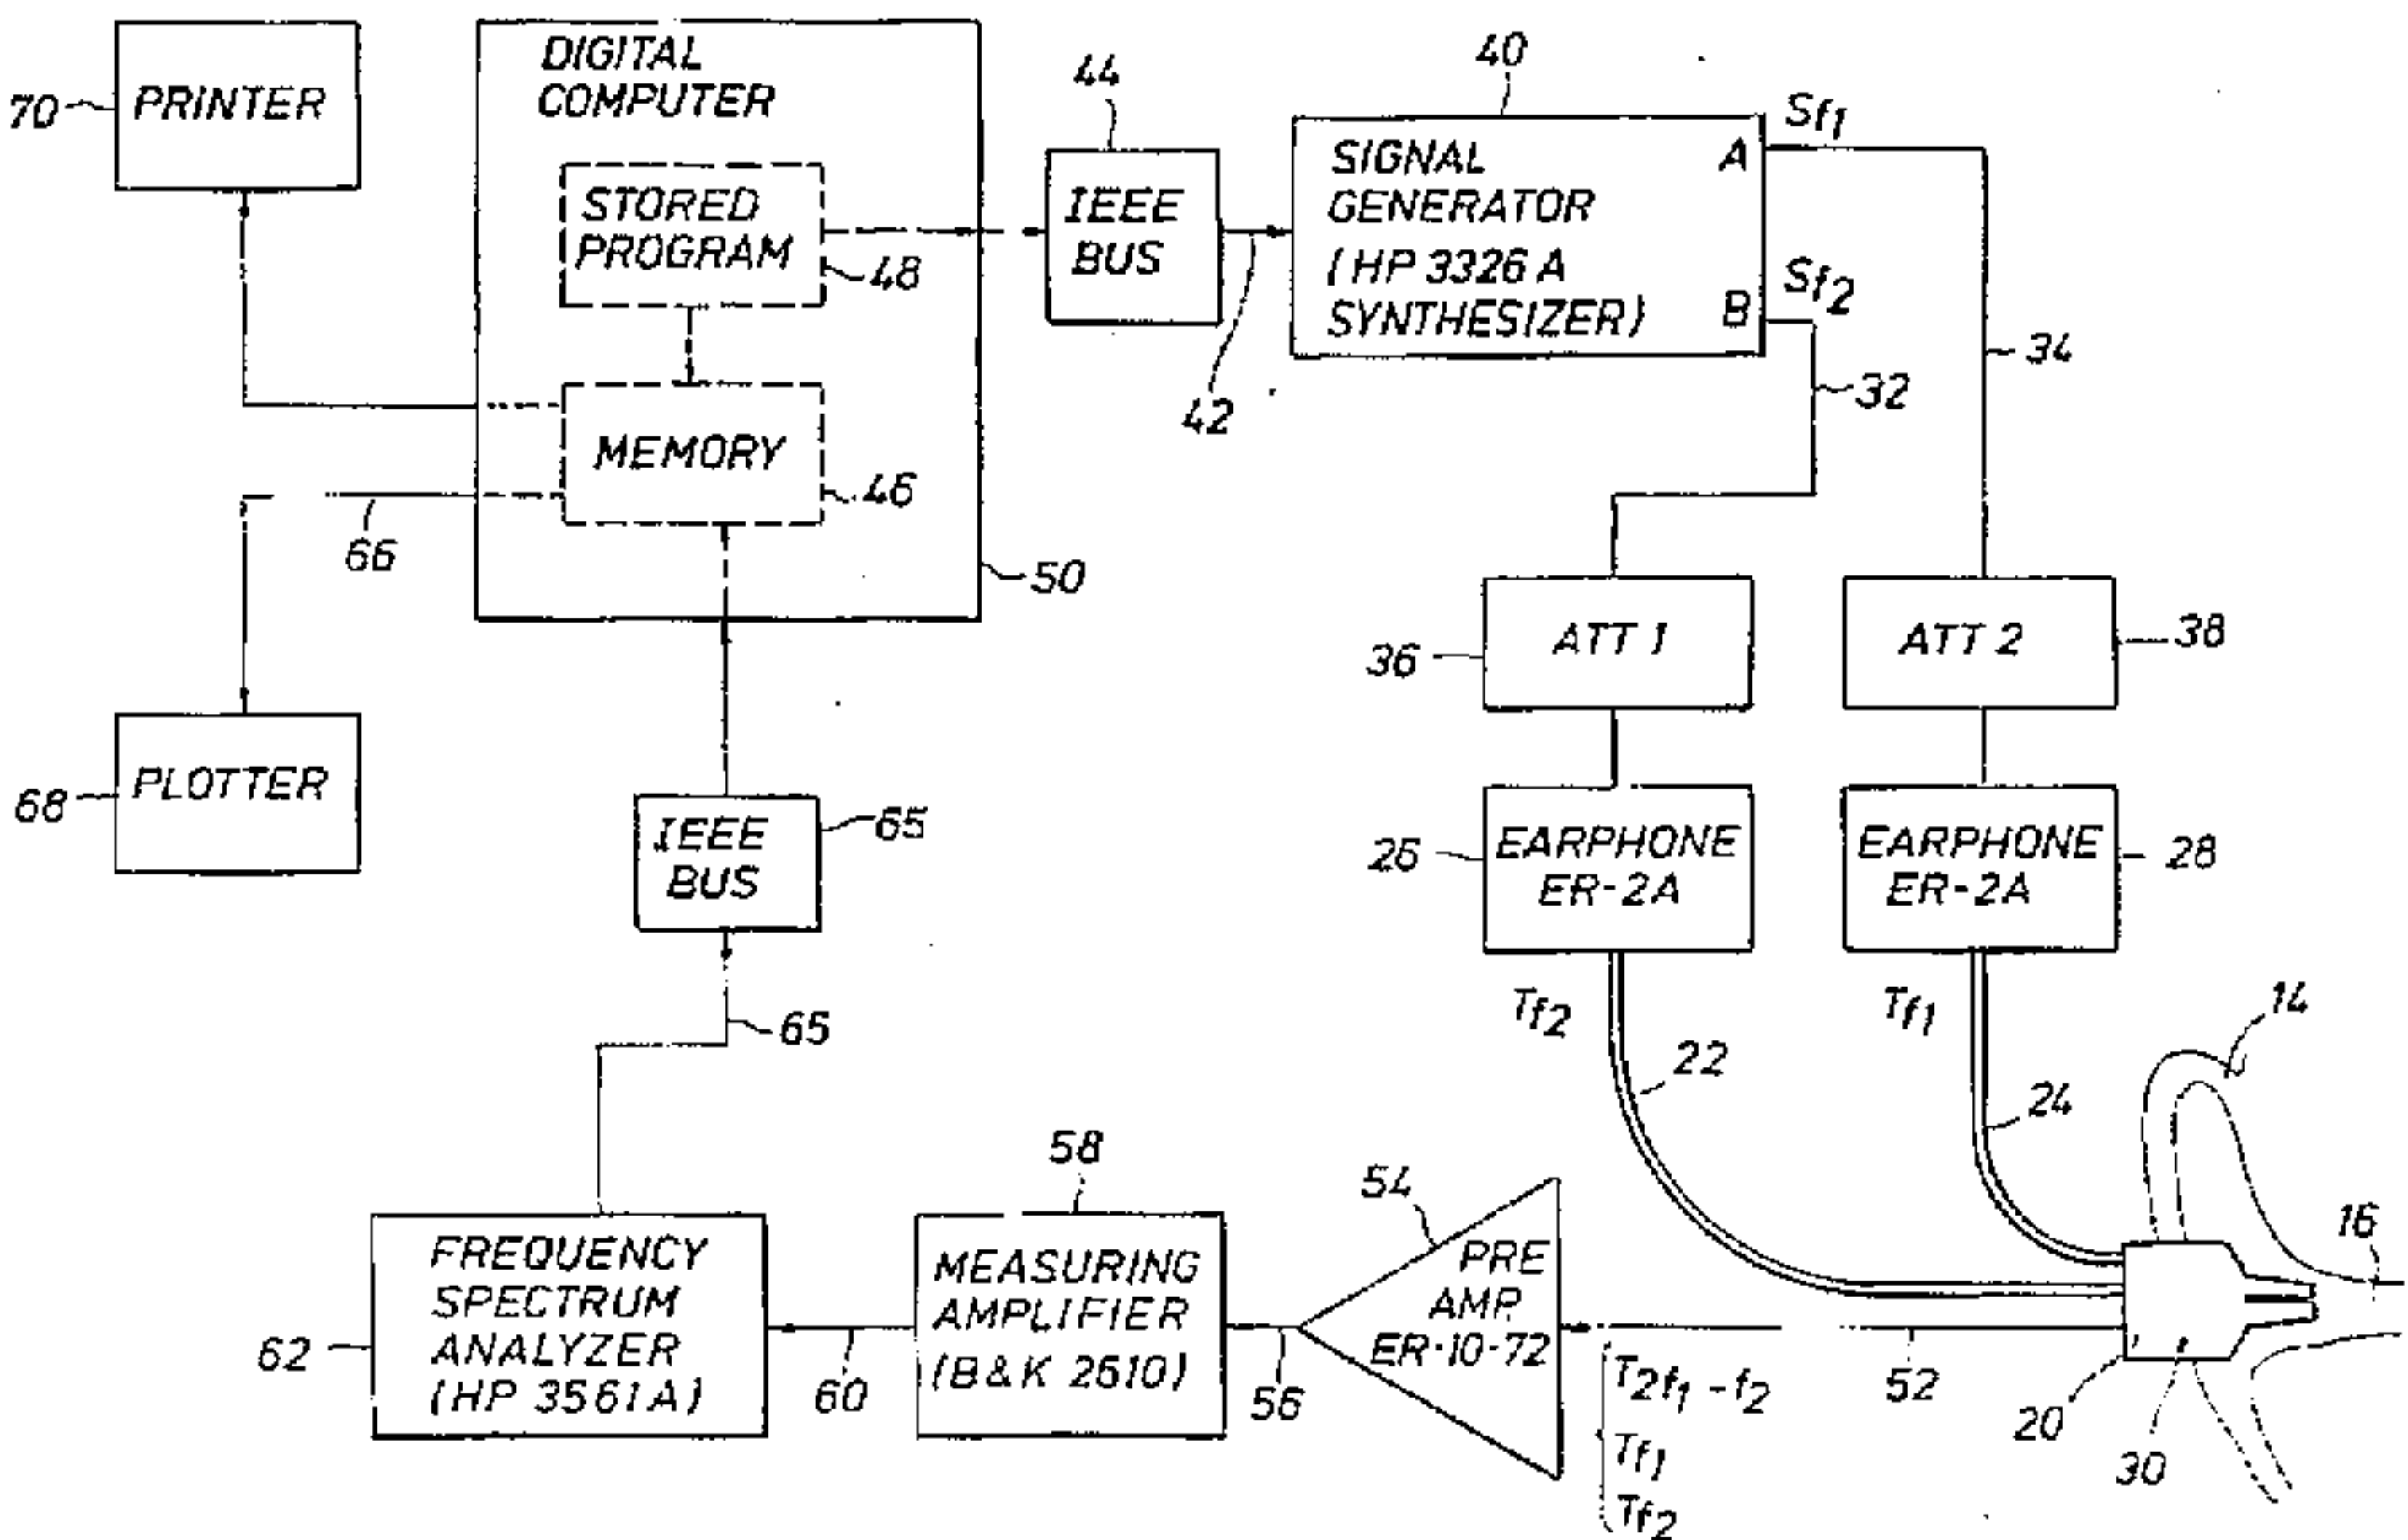 70
PRINTER
DIGITAL
COMPUTER
STORED
PROGRAM
48
MEMORY
46
50
66
68
PLOTTER
44
IEEE
BUS
42
40
SIGNAL
GENERATOR
(HP 3326 A
SYNTHESIZER)
A
B
Sf1
Sf2
34
32
36
ATT 1
ATT 2
38
26
EARPHONE
ER-2A
EARPHONE
ER-2A
28
Tf2
Tf1
22
24
14
16
IEEE
BUS
65
65
62
FREQUENCY
SPECTRUM
ANALYZER
(HP 3561A)
60
58
MEASURING
AMPLIFIER
(B&K 2610)
56
54
PRE
AMP
ER-10-72
T2f1-f2
Tf1
Tf2
52
20
30